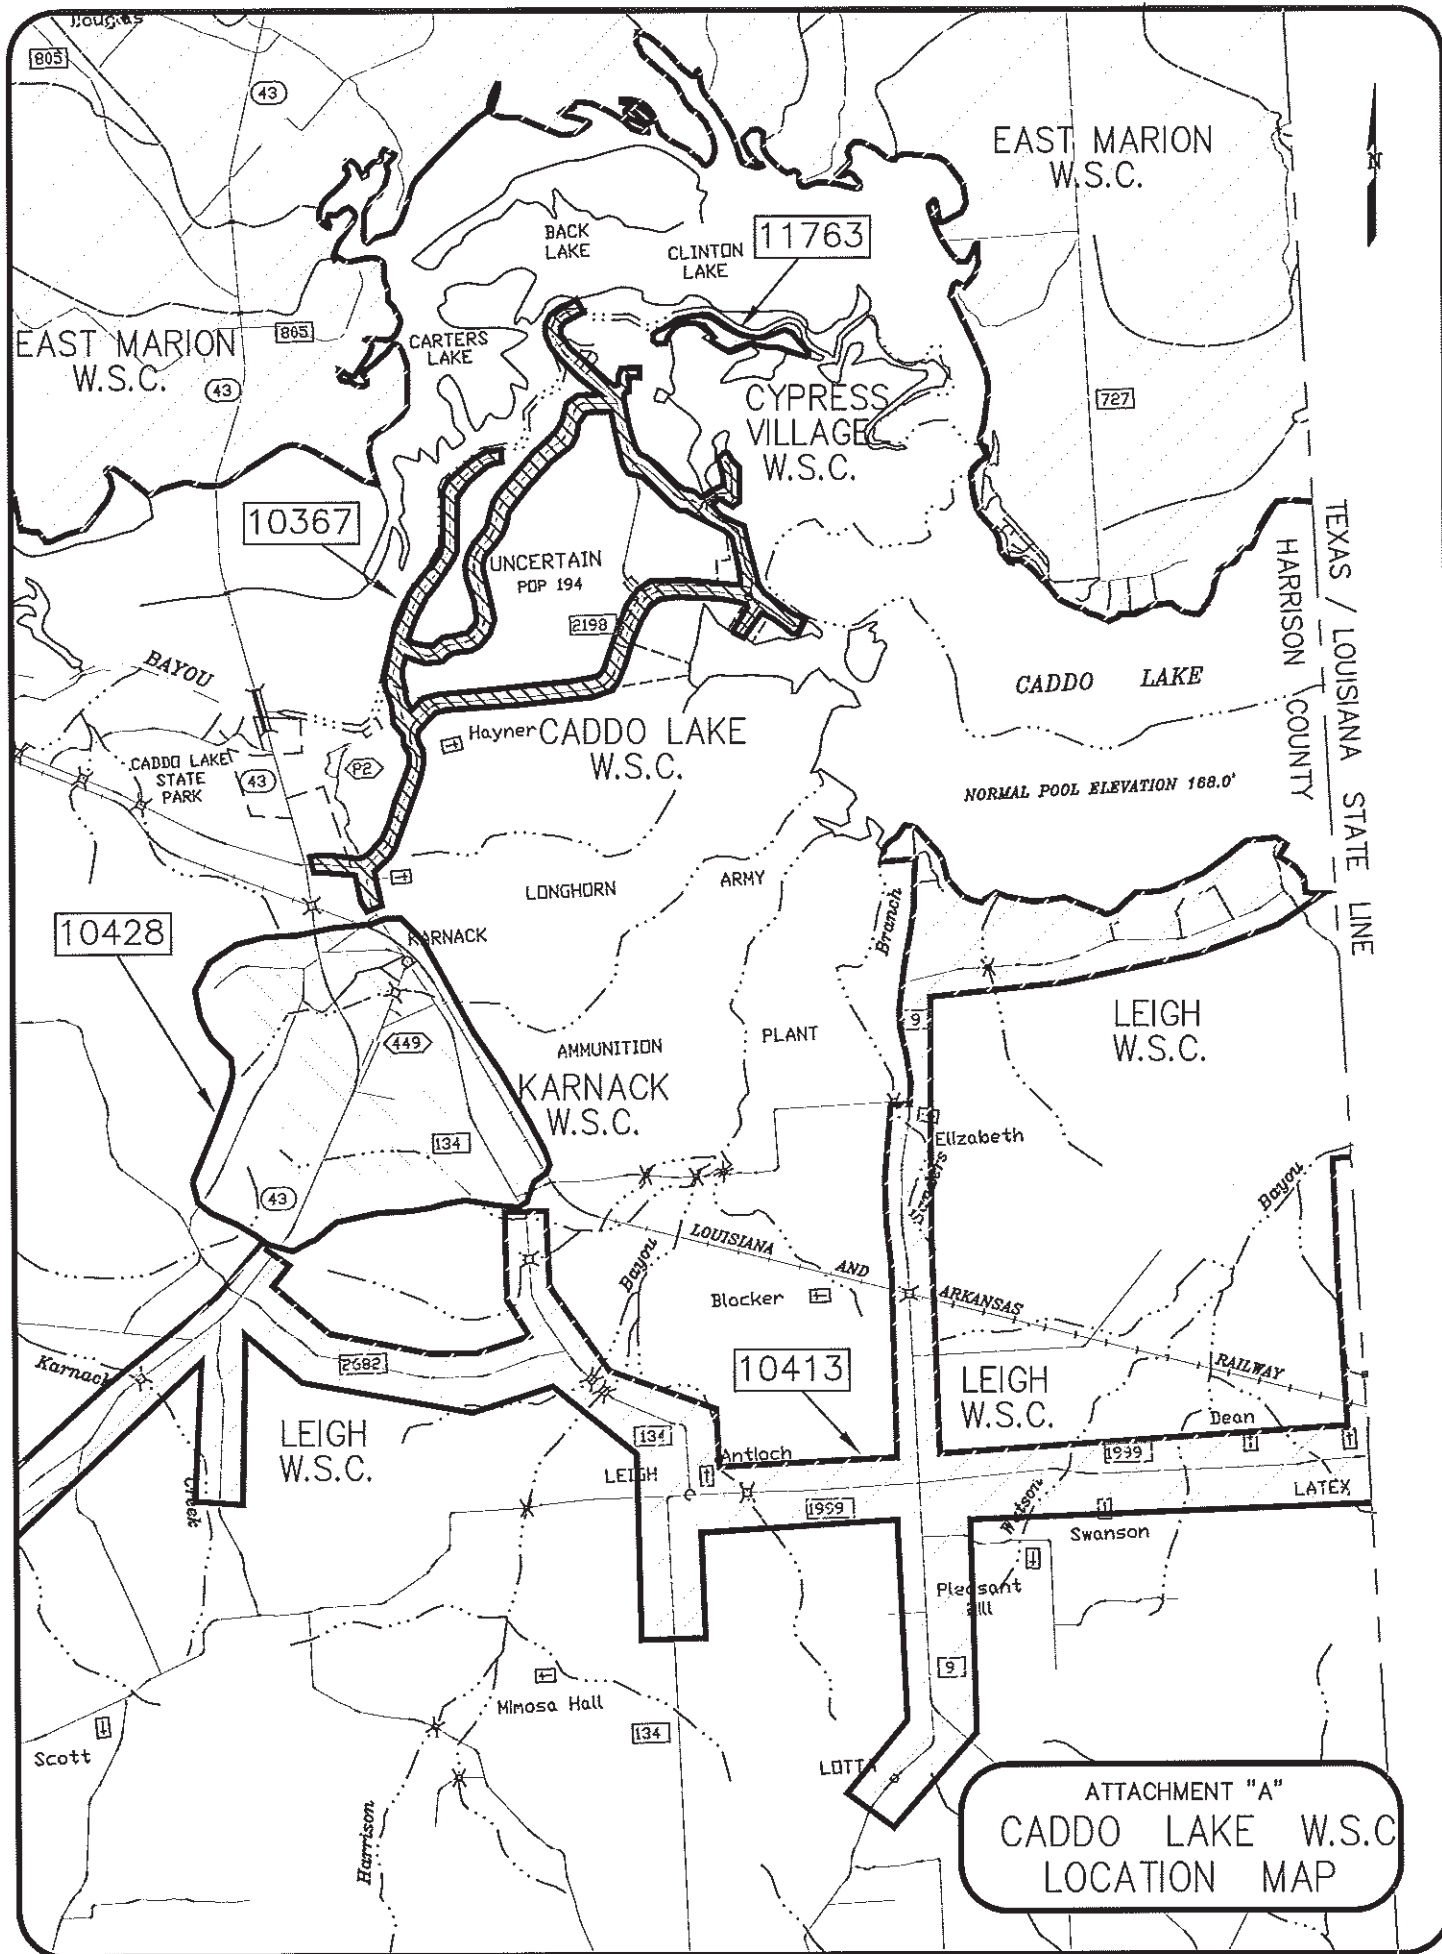 Douglas
805
43
EAST MARION
W.S.C.
N
BACK
LAKE
CLINTON
LAKE
11763
EAST MARION
W.S.C.
805
43
CARTERS
LAKE
CYPRESS
VILLAGE
W.S.C.
727
10367
UNCERTAIN
POP 194
2198
TEXAS / LOUISIANA STATE LINE
HARRISON COUNTY
BAYOU
CADDO LAKE
Hayner
CADDO LAKE
W.S.C.
CADDO LAKE
STATE
PARK
43
P2
NORMAL POOL ELEVATION 168.0'
LONGHORN
ARMY
Branch
10428
KARNACK
9
LEIGH
W.S.C.
PLANT
AMMUNITION
449
KARNACK
W.S.C.
134
Elizabeth
43
Bayou
Bayou
LOUISIANA
AND
ARKANSAS
RAILWAY
Blocker
Karnack
2682
10413
LEIGH
W.S.C.
Dean
LEIGH
W.S.C.
134
Antioch
1999
LEIGH
LATEX
Creek
1999
Watson
Swanson
Pleasant
Hill
9
Mimosa Hall
134
Scott
LOTTA
Harrison
ATTACHMENT "A"
CADDO LAKE W.S.C
LOCATION MAP